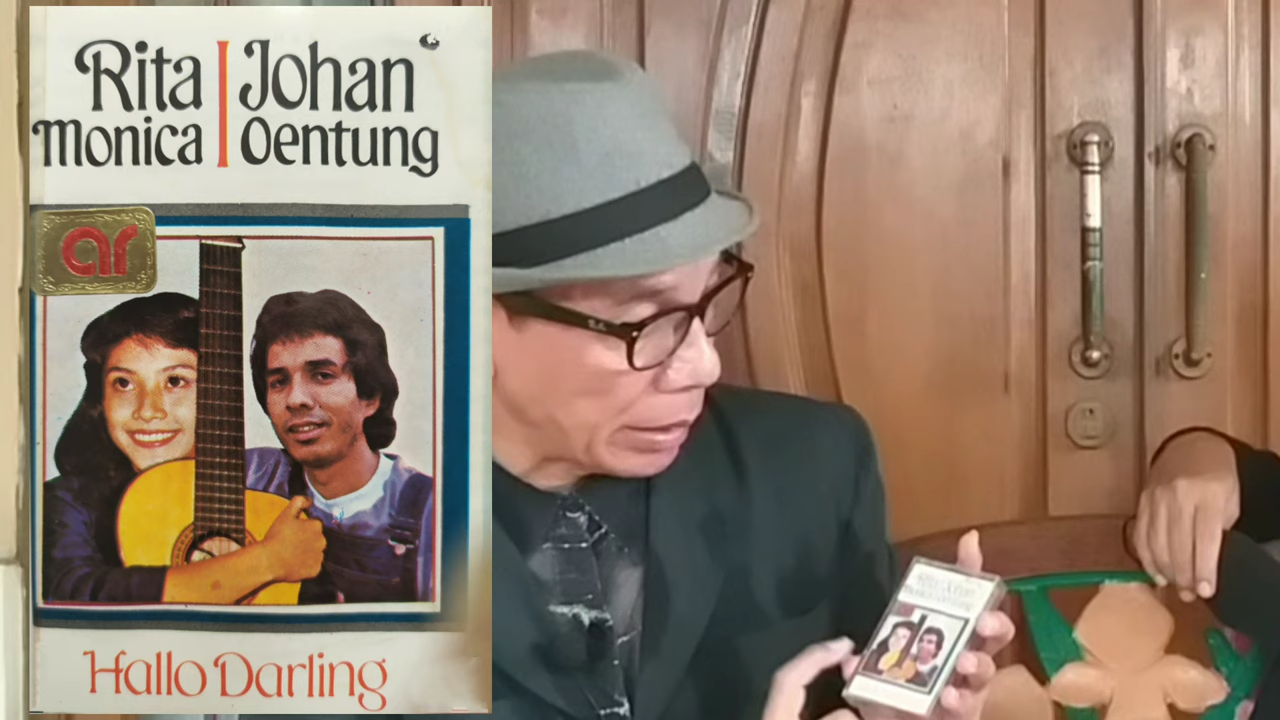 Rita | Johan
Monica | Oentung
ar
Hallo Darling